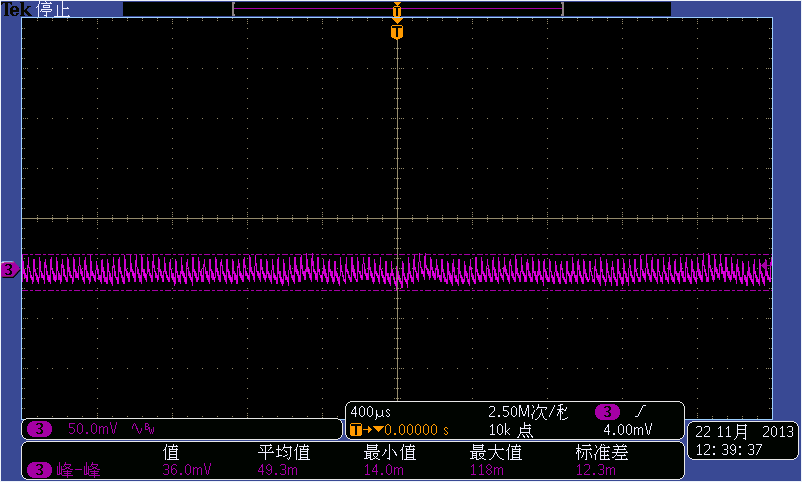 Tek 停止
T
T
3
400μs 2.50M次/秒 3
3 50.0mV T→▼0.00000 s 10k 点 4.00mV
值 平均值 最小值 最大值 标准差
3 峰-峰 36.0mV 49.3m 14.0m 118m 12.3m
22 11月 2013
12:39:37